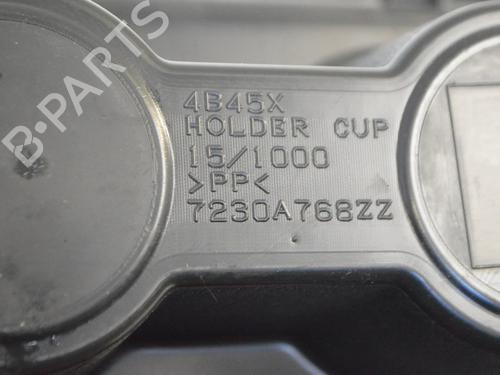 4B45X
HOLDER CUP
15/1000
>PP<
7230A768ZZ
B-PARTS